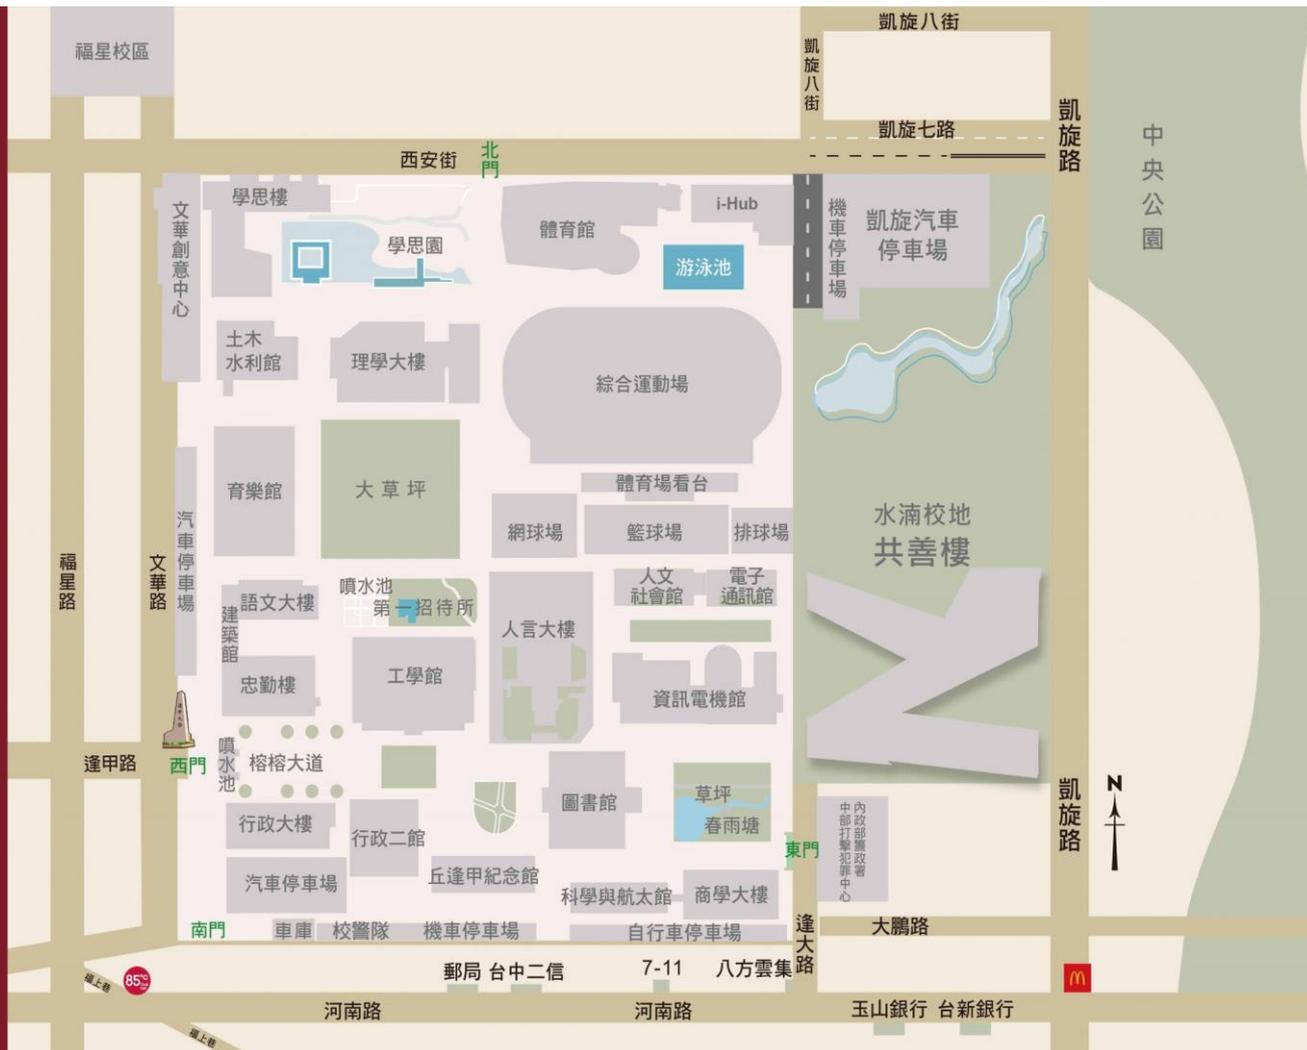 福星校區
凱旋八街
凱旋八街
凱旋七路
凱旋路
中央公園
西安街
北門
文華創意中心
學思樓
學思園
體育館
i-Hub
游泳池
機車停車場
凱旋汽車
停車場
土木
水利館
理學大樓
綜合運動場
育樂館
大草坪
體育場看台
網球場
籃球場
排球場
水湳校地
共善樓
汽車停車場
福星路
文華路
語文大樓
建築館
噴水池
第一招待所
人言大樓
人文
社會館
電子
通訊館
忠勤樓
工學館
資訊電機館
逢甲大學
逢甲路
西門
噴水池
榕榕大道
圖書館
草坪
春雨塘
行政大樓
行政二館
東門
內政部警政署
中部打擊犯罪中心
凱旋路
N
汽車停車場
丘逢甲紀念館
科學與航太館
商學大樓
南門
車庫
校警隊
機車停車場
自行車停車場
逢大路
大鵬路
福上巷
85°C
郵局
台中二信
7-11
八方雲集
河南路
河南路
玉山銀行
台新銀行
福上巷